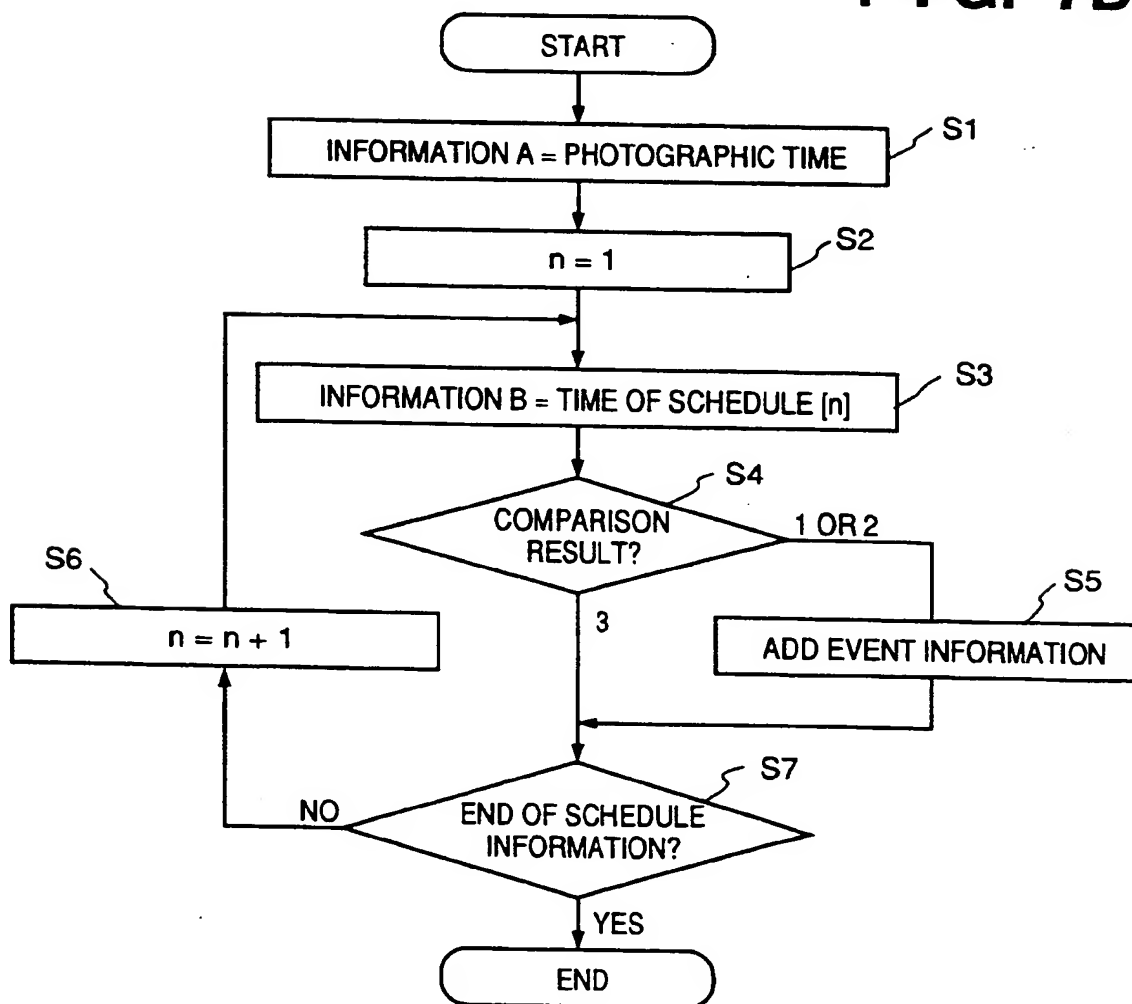 START
S1
INFORMATION A = PHOTOGRAPHIC TIME
S2
n = 1
S3
INFORMATION B = TIME OF SCHEDULE [n]
S4
COMPARISON
RESULT?
1 OR 2
S6
n = n + 1
3
S5
ADD EVENT INFORMATION
S7
NO
END OF SCHEDULE
INFORMATION?
YES
END